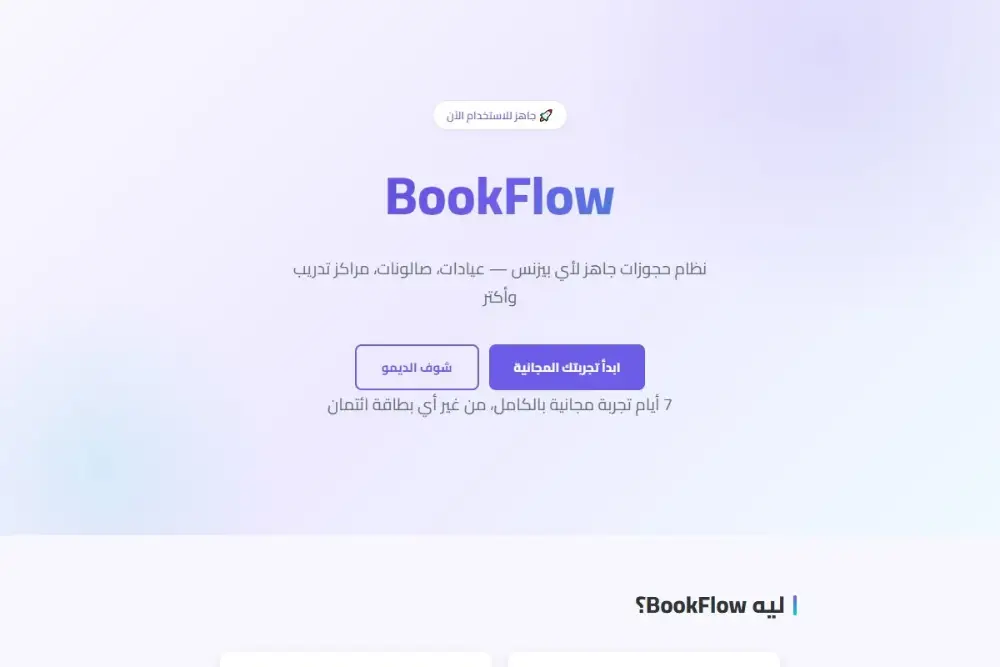 🚀 جاهز للاستخدام الآن
BookFlow
نظام حجوزات جاهز لأي بيزنس — عيادات، صالونات، مراكز تدريب
وأكتر
ابدأ تجربتك المجانية
شوف الديمو
7 أيام تجربة مجانية بالكامل، من غير أي بطاقة ائتمان
ليه BookFlow؟